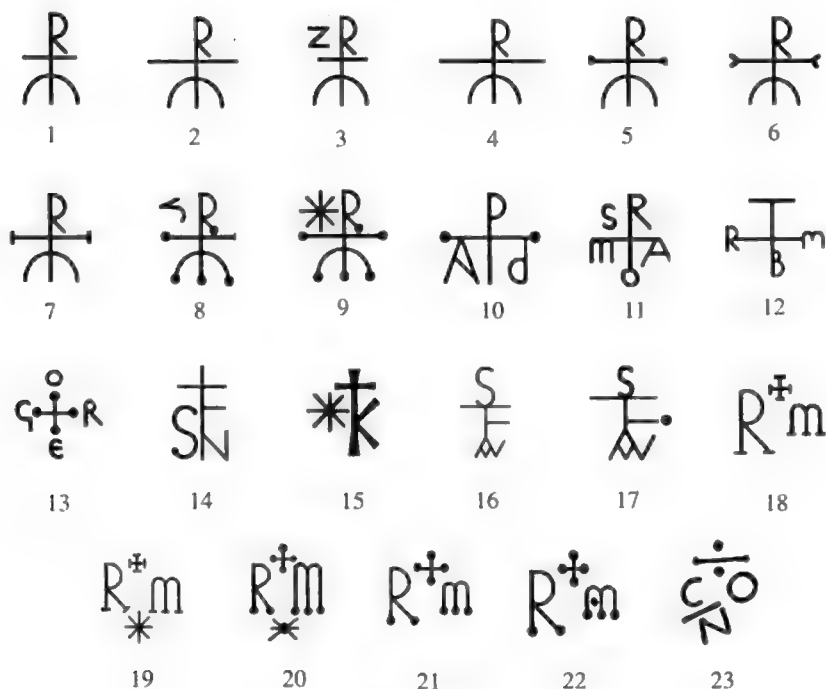 R R Z R R R R
1 2 3 4 5 6
R R R P A d S R m A O R B m
7 8 9 10 11 12
O Ϛ R Є S F N K S S R m
13 14 15 16 17 18
R m R m R m R m C O N
19 20 21 22 23